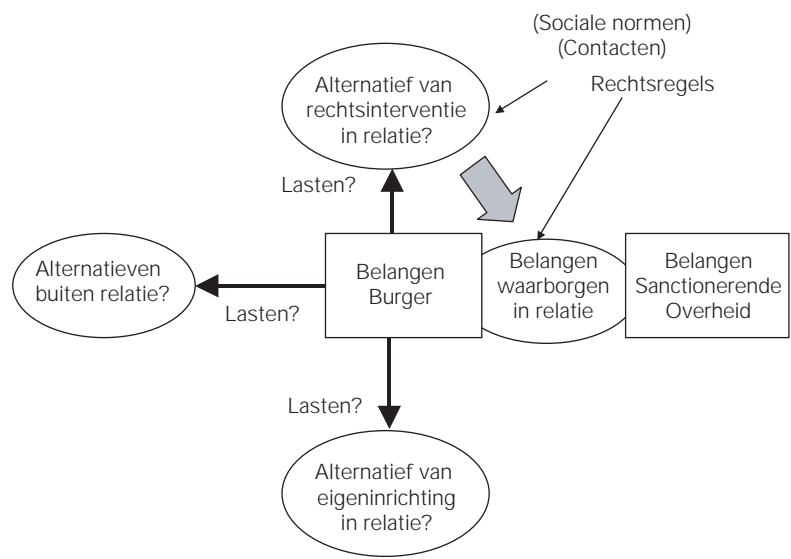 (Sociale normen)
(Contacten)
Rechtsregels
Alternatief van
rechtsinterventie
in relatie?
Lasten?
Alternatieven
buiten relatie?
Lasten?
Belangen
Burger
Belangen
waarborgen
in relatie
Belangen
Sanctionerende
Overheid
Lasten?
Alternatief van
eigeninrichting
in relatie?